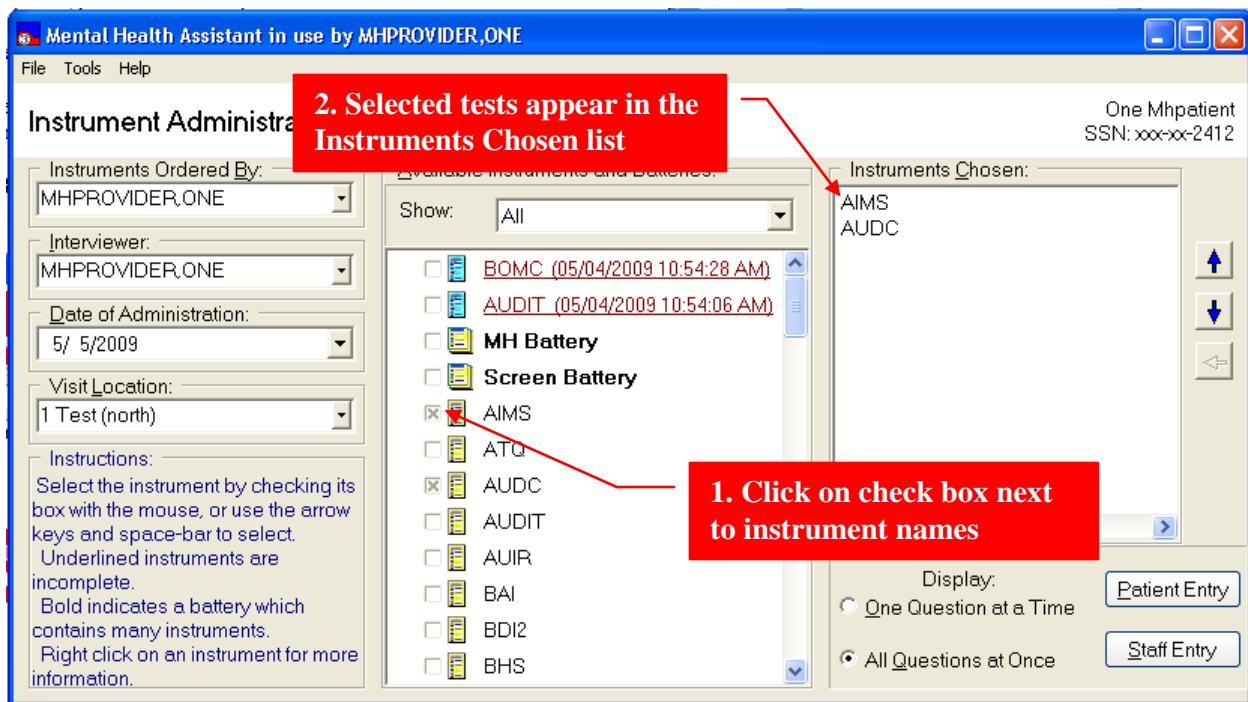 Mental Health Assistant in use by MHPROVIDER,ONE
File Tools Help
2. Selected tests appear in the
Instruments Chosen list
Instrument Administra
One Mhpatient
SSN: xxx-xx-2412
Instruments Ordered By:
MHPROVIDER,ONE
Interviewer:
MHPROVIDER,ONE
Date of Administration:
5/ 5/2009
Visit Location:
1 Test (north)
Instructions:
Select the instrument by checking its
box with the mouse, or use the arrow
keys and space-bar to select.
Underlined instruments are
incomplete.
Bold indicates a battery which
contains many instruments.
Right click on an instrument for more
information.
Available Instruments and Batteries:
Show: All
BOMC (05/04/2009 10:54:28 AM)
AUDIT (05/04/2009 10:54:06 AM)
MH Battery
Screen Battery
AIMS
ATQ
AUDC
AUDIT
AUIR
BAI
BDI2
BHS
Instruments Chosen:
AIMS
AUDC
1. Click on check box next
to instrument names
Display:
One Question at a Time
All Questions at Once
Patient Entry
Staff Entry